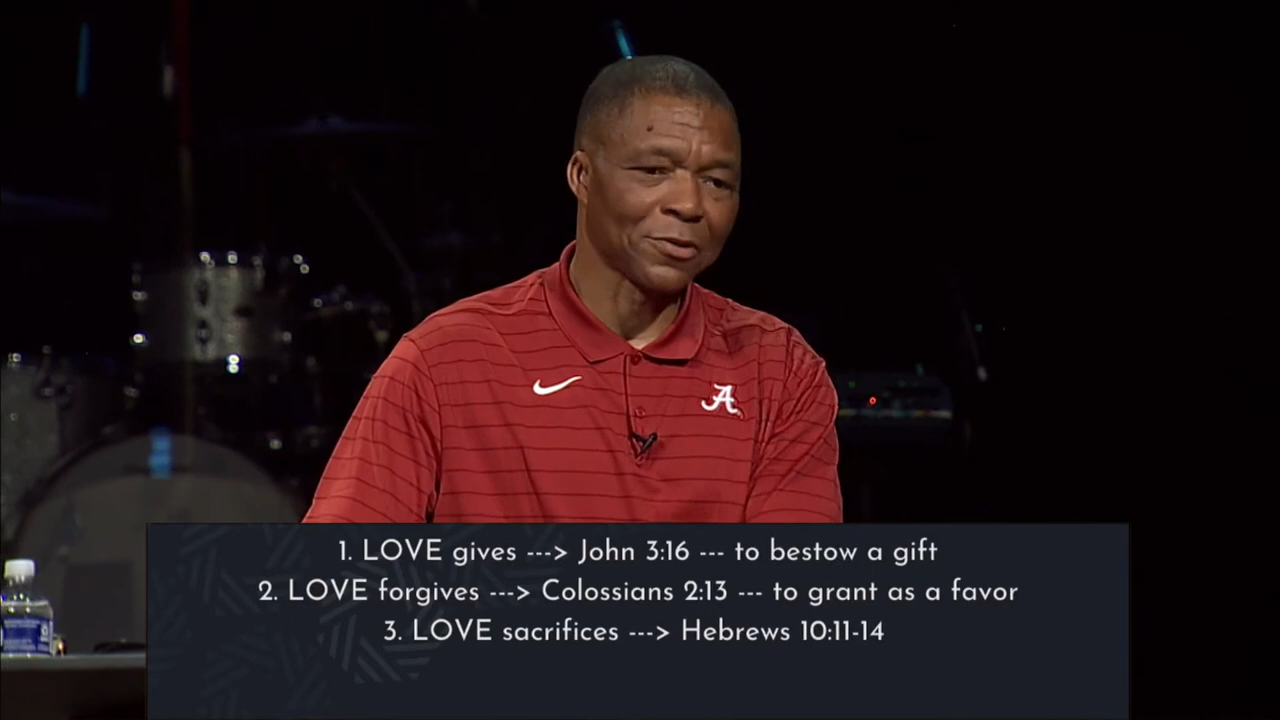 A
1. LOVE gives ---> John 3:16 --- to bestow a gift
2. LOVE forgives ---> Colossians 2:13 --- to grant as a favor
3. LOVE sacrifices ---> Hebrews 10:11-14